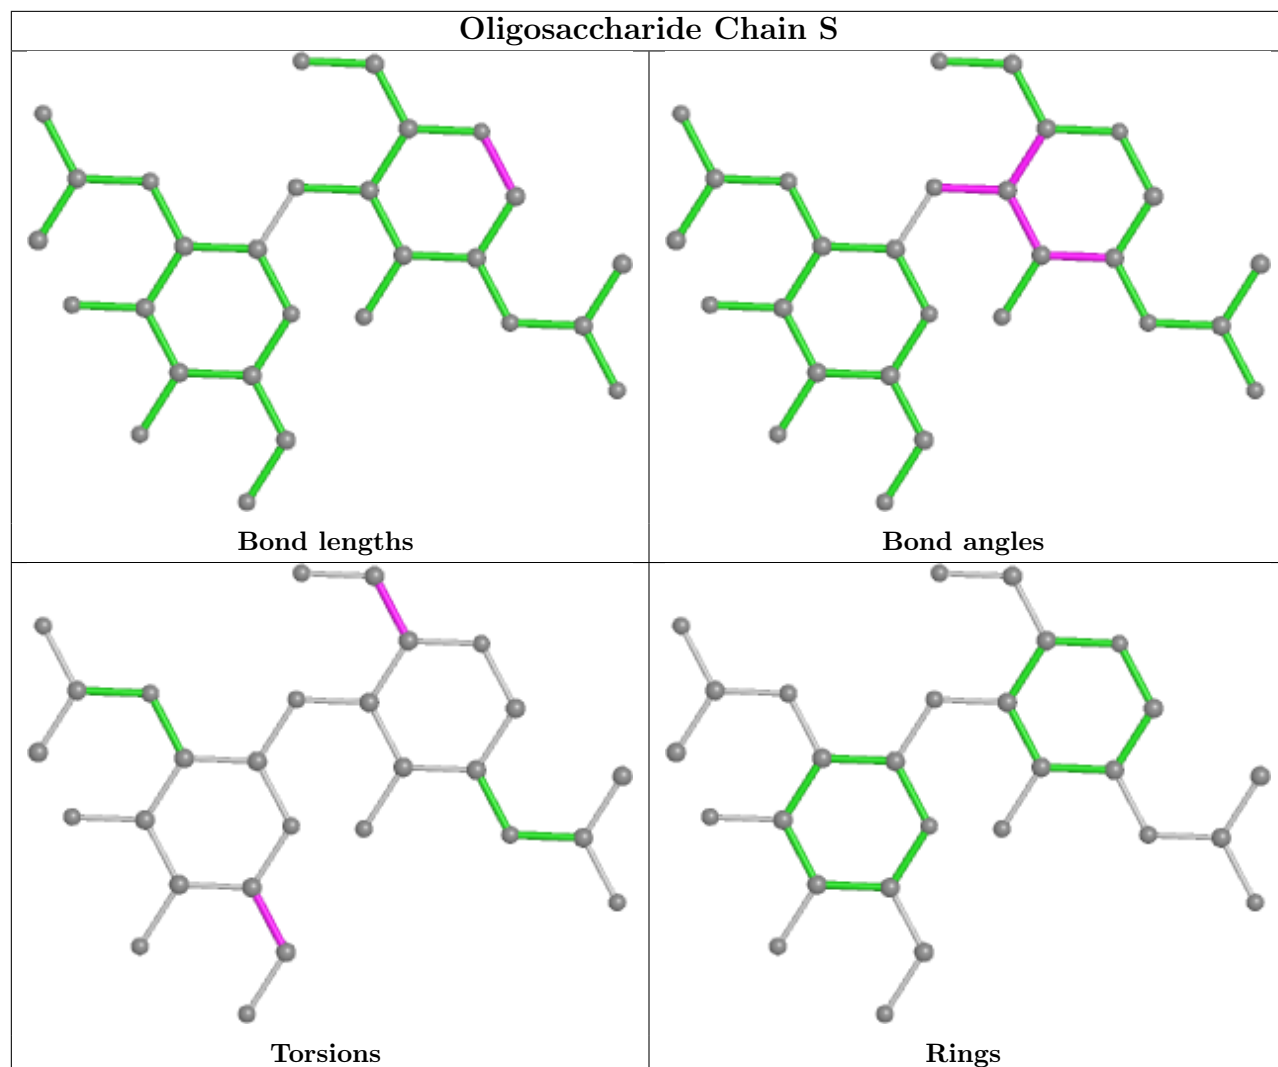 Oligosaccharide Chain S
Bond lengths
Bond angles
Torsions
Rings